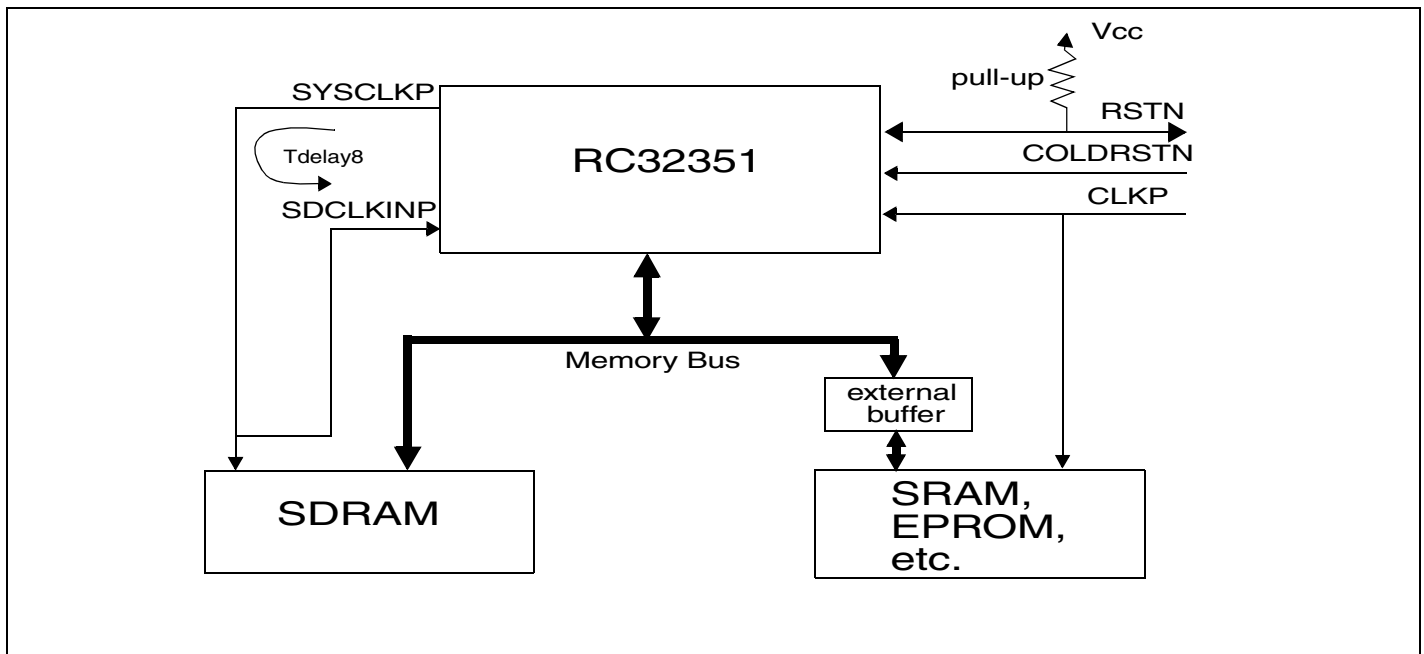 Vcc
pull-up
SYSCLKP
RSTN
Tdelay8
RC32351
COLDRSTN
CLKP
SDCLKINP
Memory Bus
external
buffer
SDRAM
SRAM,
EPROM,
etc.